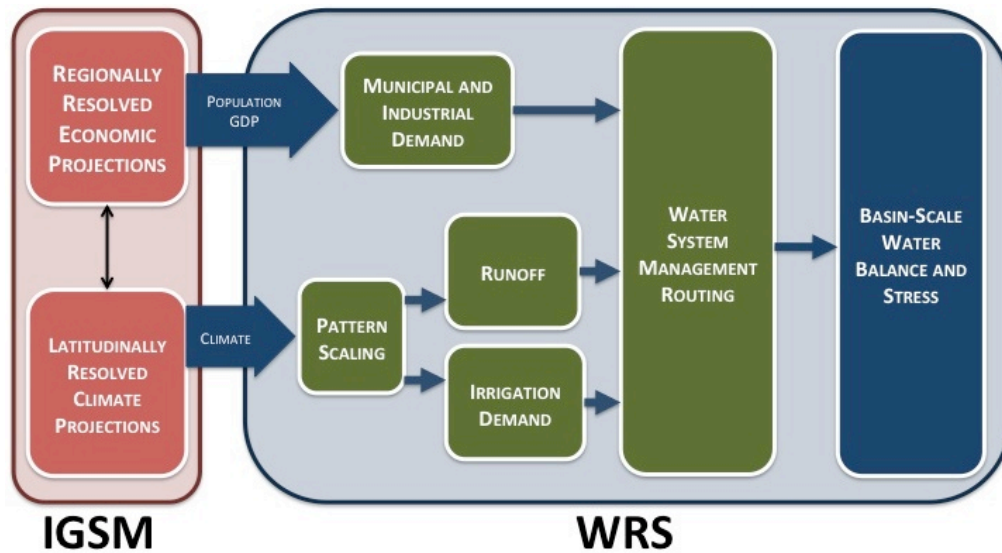 REGIONALLY
RESOLVED
ECONOMIC
PROJECTIONS
POPULATION
GDP
MUNICIPAL AND
INDUSTRIAL
DEMAND
LATITUDINALLY
RESOLVED
CLIMATE
PROJECTIONS
CLIMATE
PATTERN
SCALING
RUNOFF
IRRIGATION
DEMAND
WATER
SYSTEM
MANAGEMENT
ROUTING
BASIN-SCALE
WATER
BALANCE AND
STRESS
IGSM
WRS